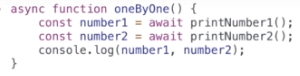 async function oneByOne() {
const number1 = await printNumber1();
const number2 = await printNumber2();
console.log(number1, number2);
}